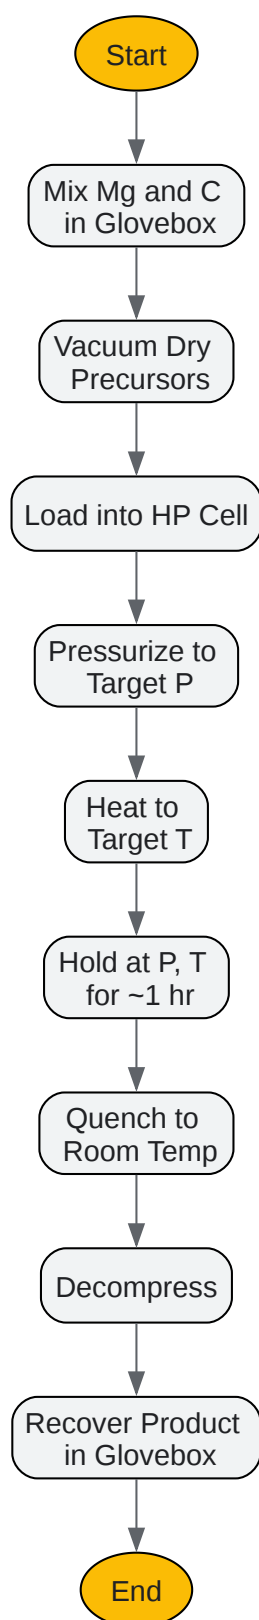 Start
Mix Mg and C
in Glovebox
Vacuum Dry
Precursors
Load into HP Cell
Pressurize to
Target P
Heat to
Target T
Hold at P, T
for ~1 hr
Quench to
Room Temp
Decompress
Recover Product
in Glovebox
End